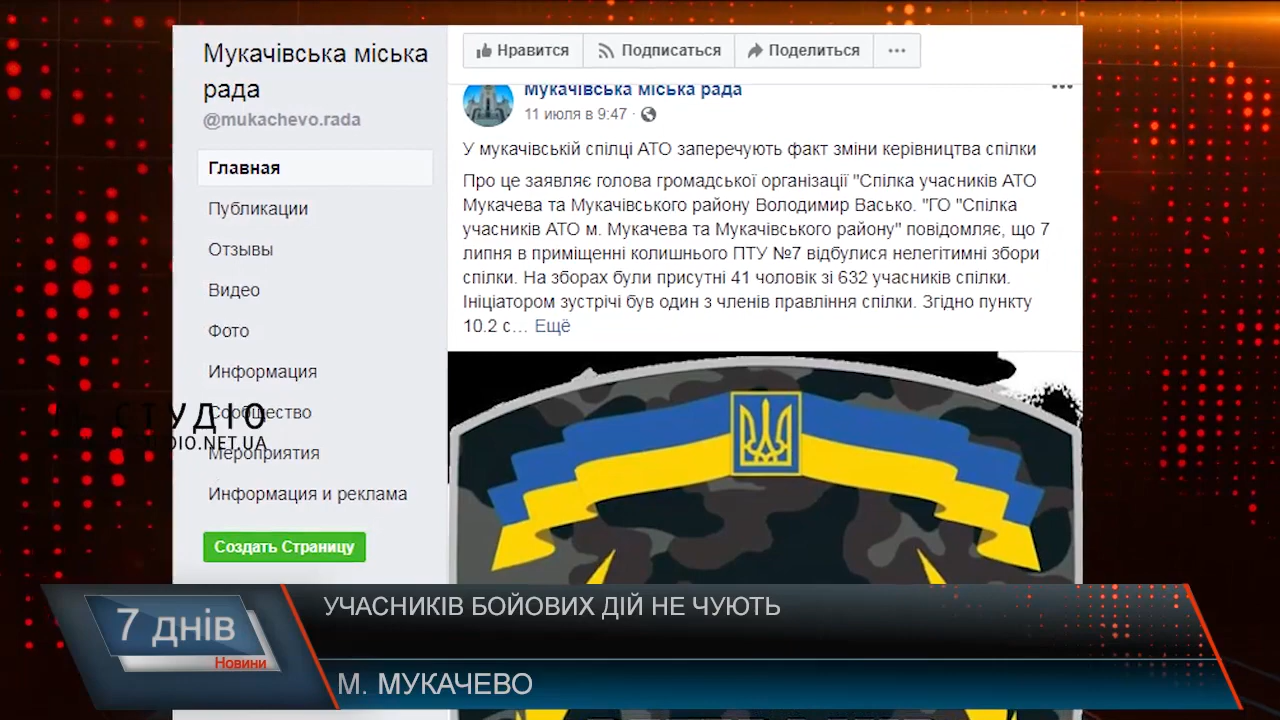 Мукачівська міська
рада
@mukachevo.rada
Главная
Публикации
Отзывы
Видео
Фото
Информация
Сообщество
Мероприятия
Информация и реклама
Создать Страницу
Нравится
Подписаться
Поделиться
Мукачівська міська рада
11 июля в 9:47
У мукачівській спілці АТО заперечують факт зміни керівництва спілки
Про це заявляє голова громадської організації "Спілка учасників АТО
Мукачева та Мукачівського району Володимир Васько. "ГО "Спілка
учасників АТО м. Мукачева та Мукачівського району" повідомляє, що 7
липня в приміщенні колишнього ПТУ №7 відбулися нелегітимні збори
спілки. На зборах були присутні 41 чоловік зі 632 учасників спілки.
Ініціатором зустрічі був один з членів правління спілки. Згідно пункту
10.2 с… Ещё
СТУДІО
DIO.NET.UA
7 днів
Новини
УЧАСНИКІВ БОЙОВИХ ДІЙ НЕ ЧУЮТЬ
М. МУКАЧЕВО